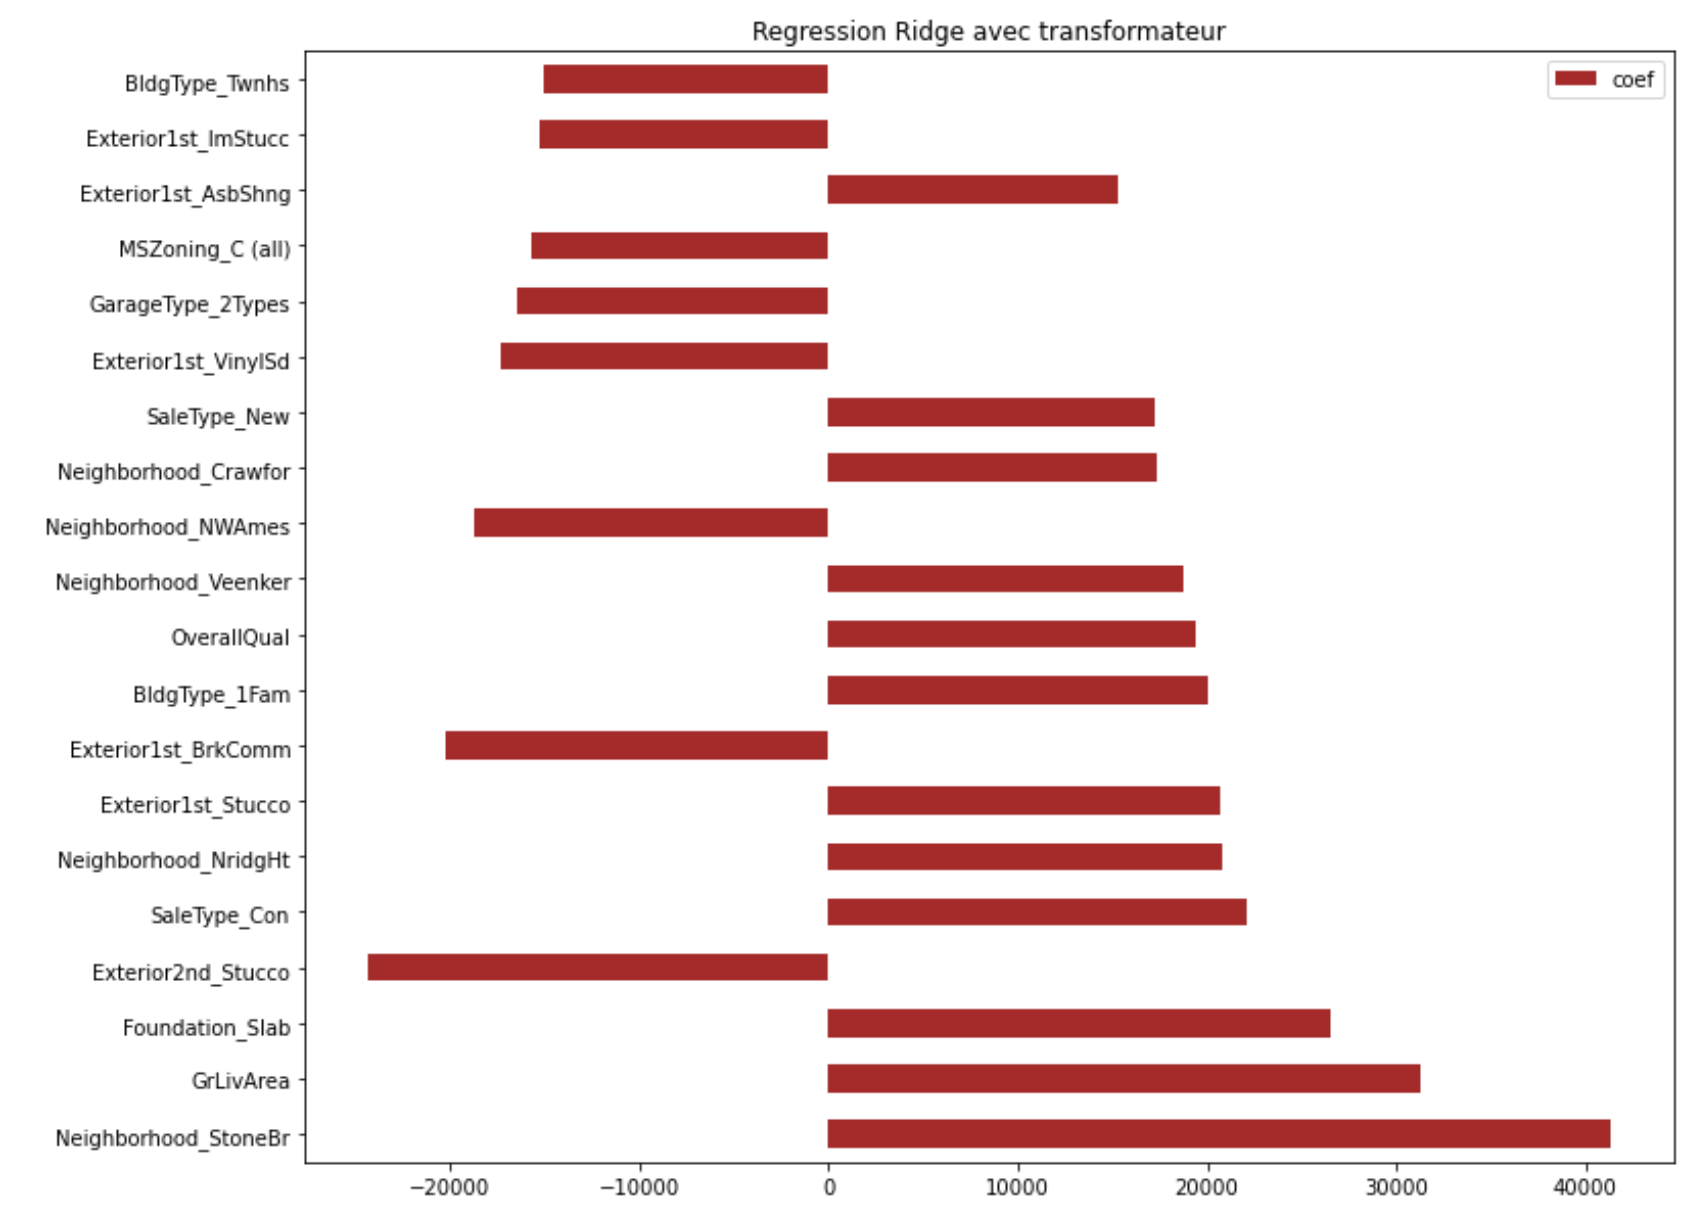 Regression Ridge avec transformateur
coef
BldgType_Twnhs
Exterior1st_ImStucc
Exterior1st_AsbShng
MSZoning_C (all)
GarageType_2Types
Exterior1st_VinylSd
SaleType_New
Neighborhood_Crawfor
Neighborhood_NWAmes
Neighborhood_Veenker
OverallQual
BldgType_1Fam
Exterior1st_BrkComm
Exterior1st_Stucco
Neighborhood_NridgHt
SaleType_Con
Exterior2nd_Stucco
Foundation_Slab
GrLivArea
Neighborhood_StoneBr
−20000 −10000 0 10000 20000 30000 40000